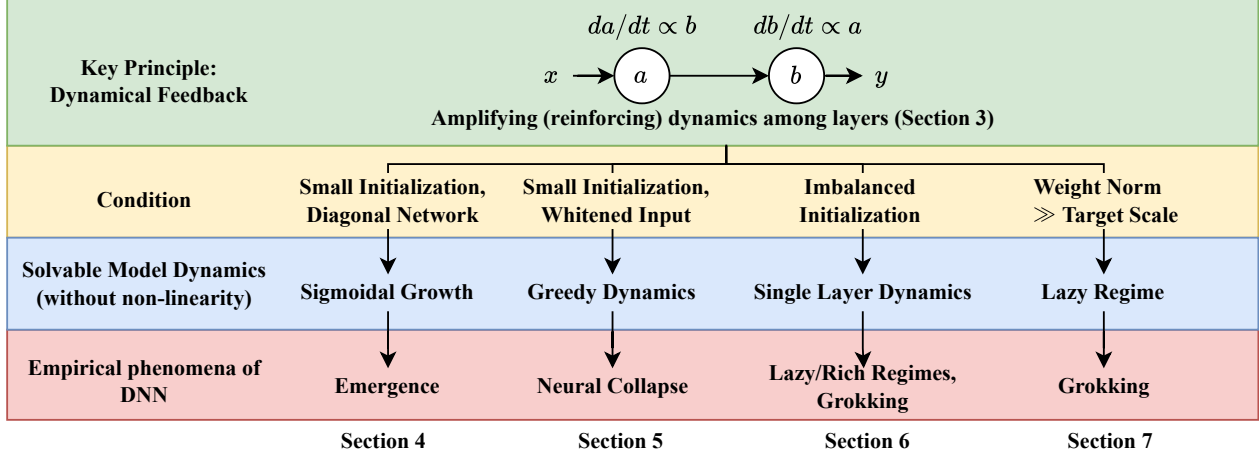 da/dt ∝ b
db/dt ∝ a
Key Principle:
Dynamical Feedback
x
a
b
y
Amplifying (reinforcing) dynamics among layers (Section 3)
Condition
Small Initialization,
Diagonal Network
Small Initialization,
Whitened Input
Imbalanced
Initialization
Weight Norm
≫ Target Scale
Solvable Model Dynamics
(without non-linearity)
Sigmoidal Growth
Greedy Dynamics
Single Layer Dynamics
Lazy Regime
Empirical phenomena of
DNN
Emergence
Neural Collapse
Lazy/Rich Regimes,
Grokking
Grokking
Section 4
Section 5
Section 6
Section 7